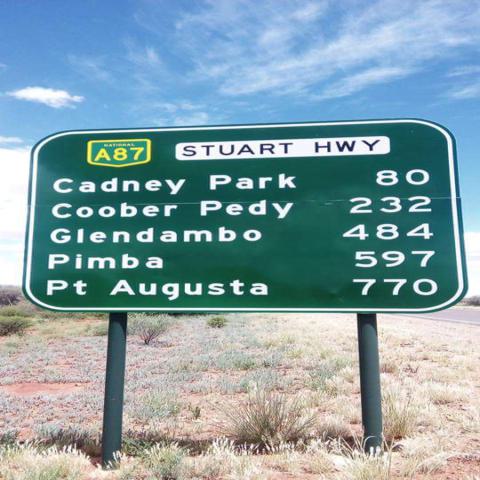 NATIONAL
A87 STUART HWY
Cadney Park 80
Coober Pedy 232
Glendambo 484
Pimba 597
Pt Augusta 770